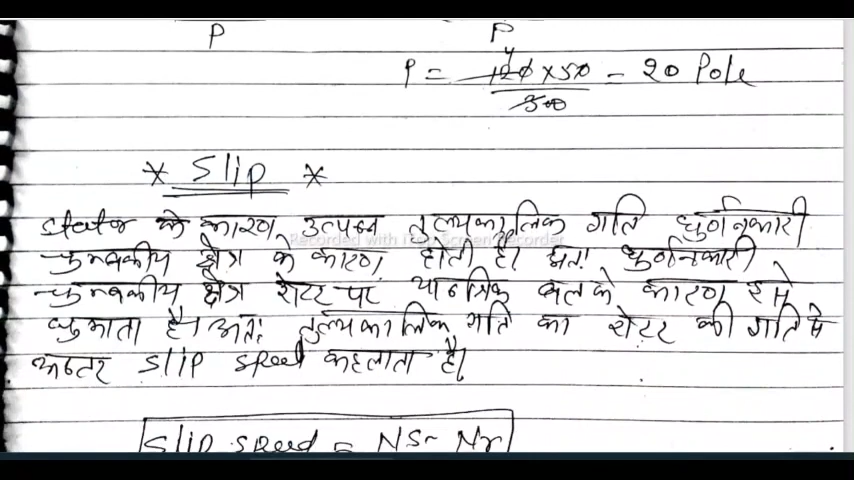 P P
P = 120 × 50 / 300 = 20 Pole
* Slip *
stator के कारण उत्पन्न तुल्यकालिक गति घुर्णनकारी
चुम्बकीय क्षेत्र के कारण होती है। अतः घुर्णनकारी
चुम्बकीय क्षेत्र रोटर पर यान्त्रिक बल के कारण इसे
घुमाता है। अतः तुल्यकालिक गति का रोटर की गति मे
अन्तर slip speed कहलाता है।
Slip speed = NS - Nr